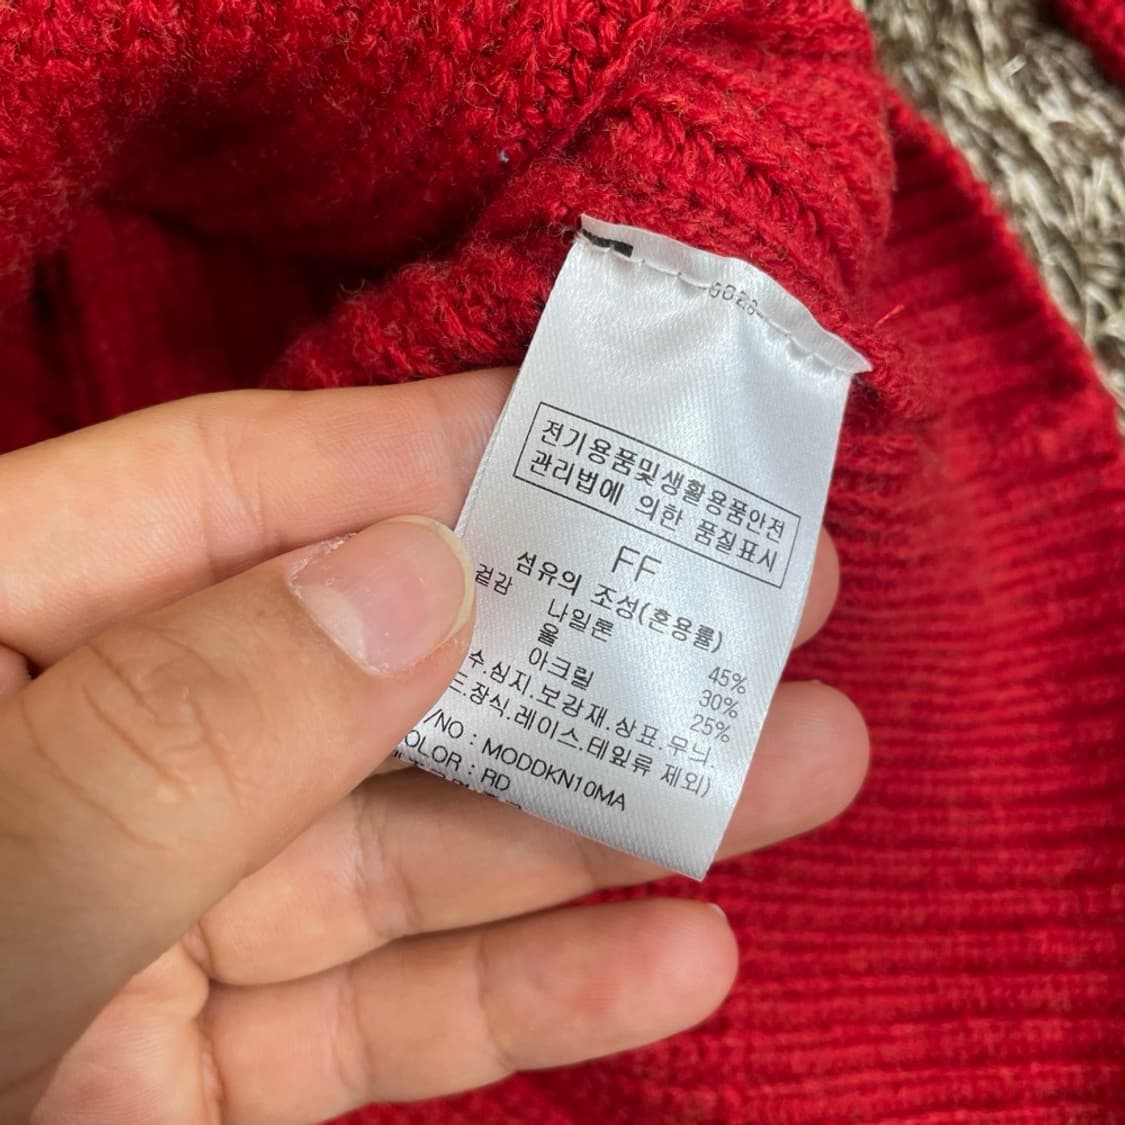 전기용품및생활용품안전
관리법에 의한 품질표시
FF
섬유의 조성(혼용률)
겉감 나일론 45%
울 30%
아크릴 25%
수.심지.보강재.상표.무늬
드.장식.레이스.테잎류 제외)
/NO : MODDKN10MA
OLOR : RD